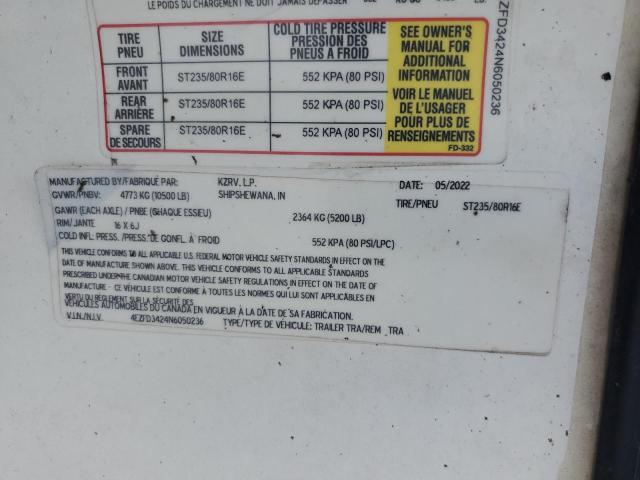 LE POIDS DU CHARGEMENT NE DOIT JAMAIS DÉPASSER
ZFD3424N6050236
TIRE
PNEU
SIZE
DIMENSIONS
COLD TIRE PRESSURE
PRESSION DES
PNEUS A FROID
SEE OWNER'S
MANUAL FOR
ADDITIONAL
INFORMATION
VOIR LE MANUEL
DE L'USAGER
POUR PLUS DE
RENSEIGNEMENTS
FD-332
FRONT
AVANT
ST235/80R16E
552 KPA (80 PSI)
REAR
ARRIÈRE
ST235/80R16E
552 KPA (80 PSI)
SPARE
DE SECOURS
ST235/80R16E
552 KPA (80 PSI)
MANUFACTURED BY/FABRIQUÉ PAR: KZRV, L.P. DATE: 05/2022
GVWR/PNBV: 4773 KG (10500 LB) SHIPSHEWANA, IN TIRE/PNEU ST235/80R16E
GAWR (EACH AXLE) / PNBE (CHAQUE ESSIEU) 2364 KG (5200 LB)
RIM/JANTE 16 X 6J
COLD INFL. PRESS./PRESS. DE GONFL. À FROID 552 KPA (80 PSI/LPC)
THIS VEHICLE CONFORMS TO ALL APPLICABLE U.S. FEDERAL MOTOR VEHICLE SAFETY STANDARDS IN EFFECT ON THE
DATE OF MANUFACTURE SHOWN ABOVE. THIS VEHICLE CONFORMS TO ALL APPLICABLE STANDARDS
PRESCRIBED UNDER THE CANADIAN MOTOR VEHICLE SAFETY REGULATIONS IN EFFECT ON THE DATE OF
MANUFACTURE - CE VÉHICULE EST CONFORME À TOUTES LES NORMES QUI LUI SONT APPLICABLES EN
VERTU DU RÈGLEMENT SUR LA SÉCURITÉ DES
VÉHICULES AUTOMOBILES DU CANADA EN VIGUEUR À LA DATE DE SA FABRICATION.
V.I.N./N.I.V. 4EZFD3424N6050236 TYPE/TYPE DE VÉHICULE: TRAILER TRA/REM TRA